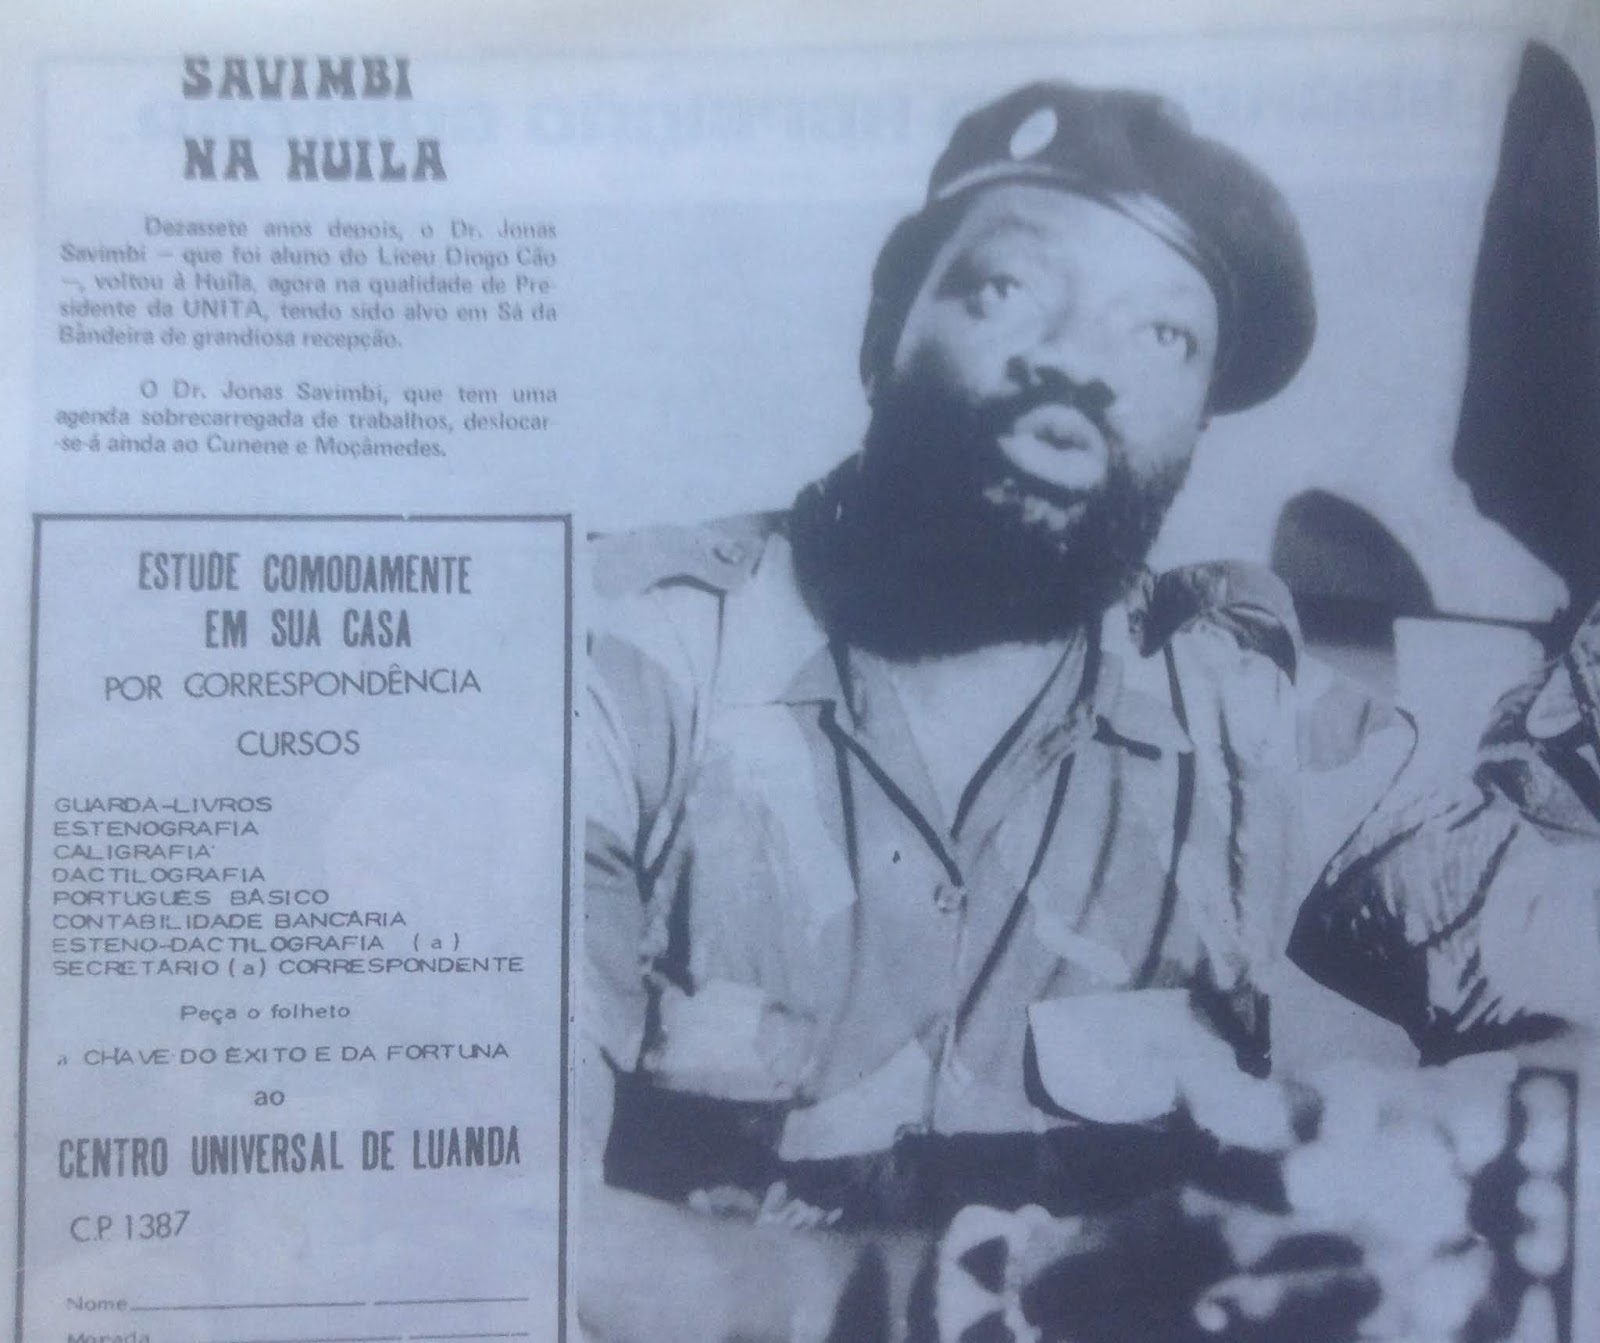 SAVIMBI
NA HUILA
Dezassete anos depois, o Dr. Jonas
Savimbi — que foi aluno do Liceu Diogo Cão
—, voltou à Huíla, agora na qualidade de Pre-
sidente da UNITA, tendo sido alvo em Sá da
Bandeira de grandiosa recepção.
O Dr. Jonas Savimbi, que tem uma
agenda sobrecarregada de trabalhos, deslocar
-se-á ainda ao Cunene e Moçâmedes.
ESTUDE COMODAMENTE
EM SUA CASA
POR CORRESPONDÊNCIA
CURSOS
GUARDA-LIVROS
ESTENOGRAFIA
CALIGRAFIA
DACTILOGRAFIA
PORTUGUÊS BÁSICO
CONTABILIDADE BANCÁRIA
ESTENO-DACTILOGRAFIA (a)
SECRETÁRIO (a) CORRESPONDENTE
Peça o folheto
a CHAVE DO ÊXITO E DA FORTUNA
ao
CENTRO UNIVERSAL DE LUANDA
C.P. 1387
Nome
Morada